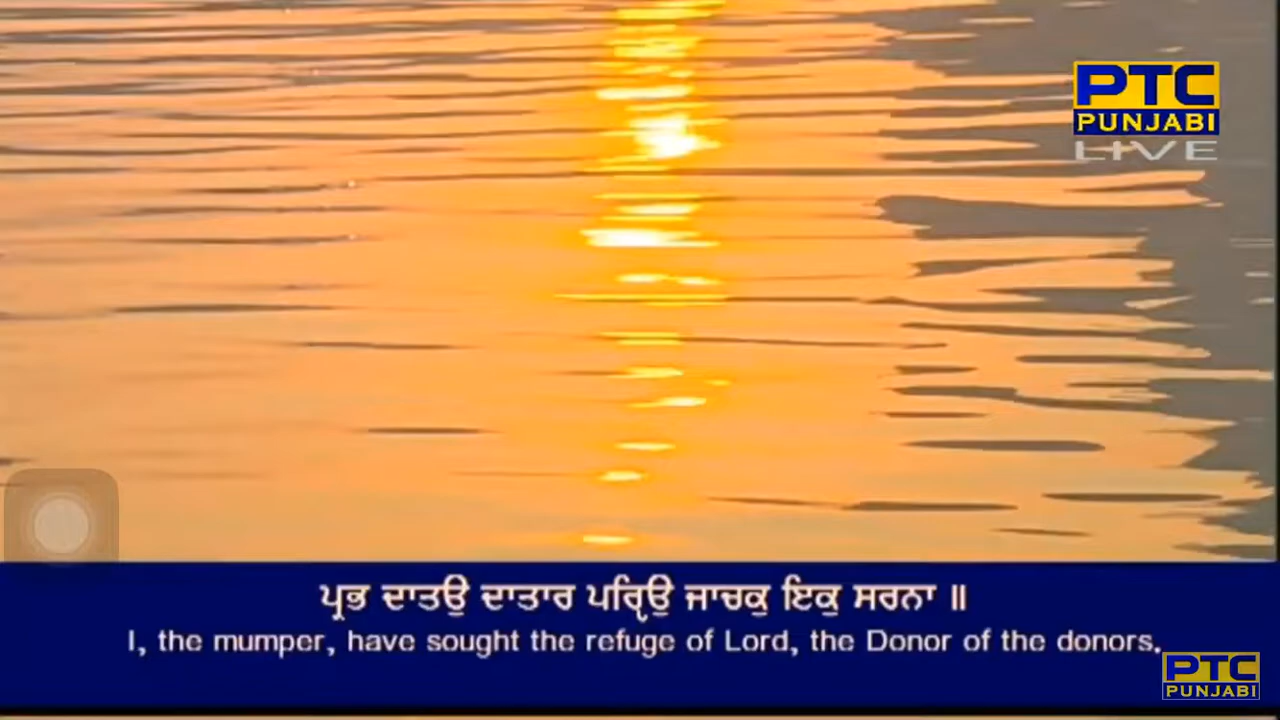 PTC
PUNJABI
LIVE
ਪ੍ਰਭ ਦਾਤਉ ਦਾਤਾਰ ਪਰ੍ਯ੍ਯਿਉ ਜਾਚਕੁ ਇਕੁ ਸਰਨਾ ॥
I, the mumper, have sought the refuge of Lord, the Donor of the donors.
PTC
PUNJABI